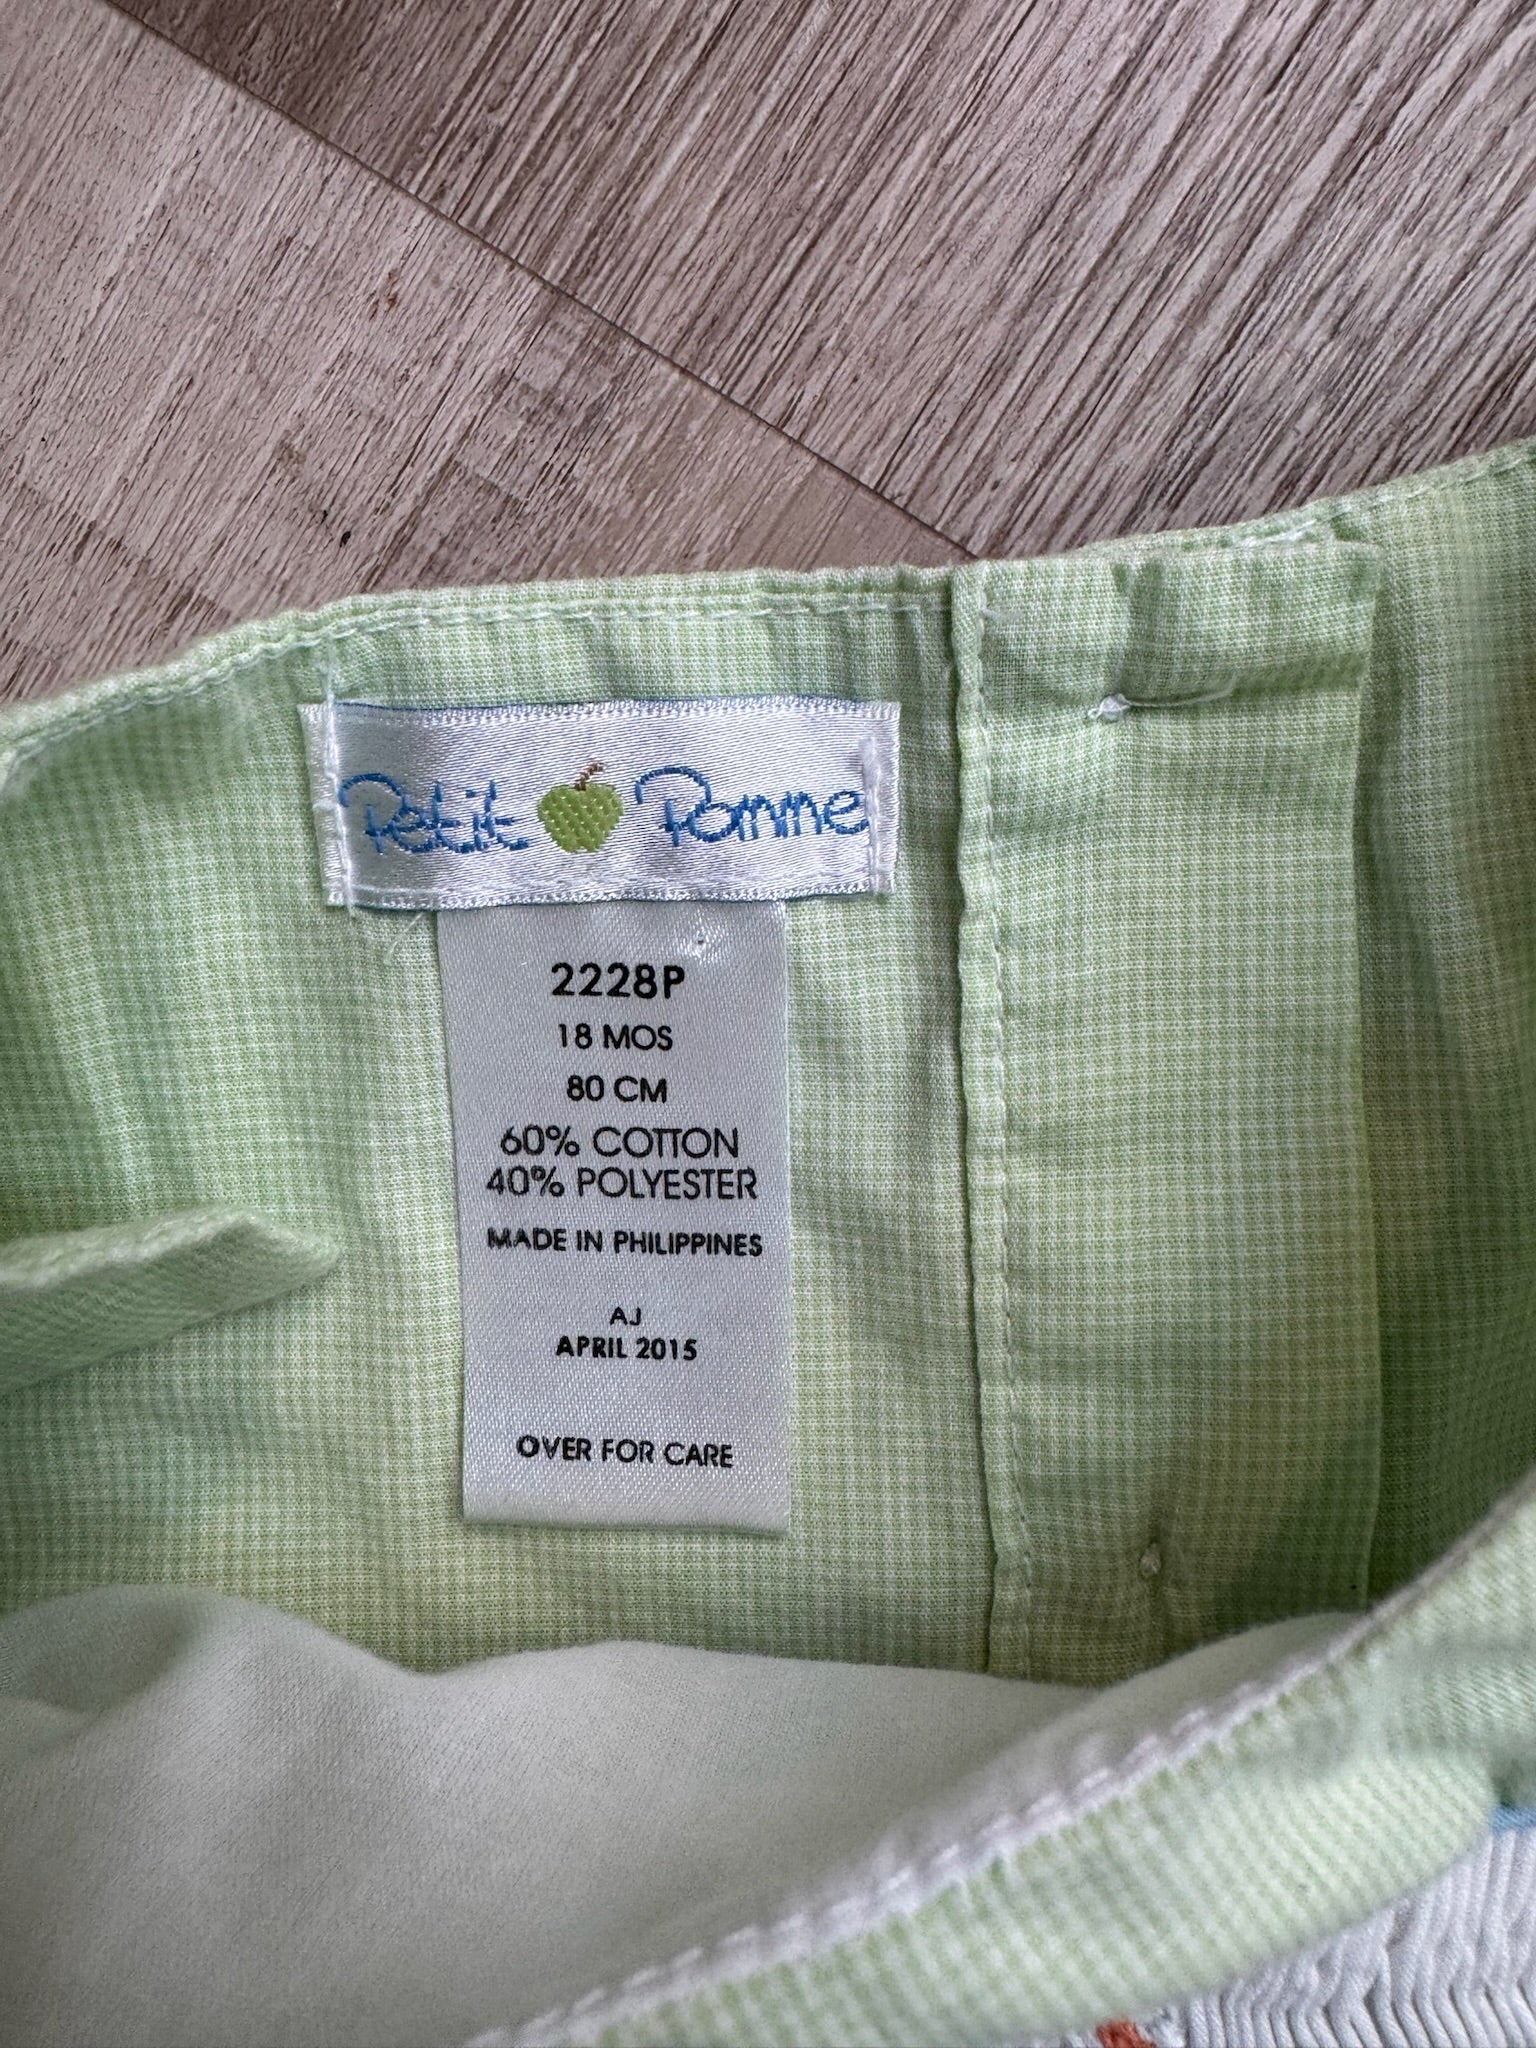 Petit Pomme
2228P
18 MOS
80 CM
60% COTTON
40% POLYESTER
MADE IN PHILIPPINES
AJ
APRIL 2015
OVER FOR CARE